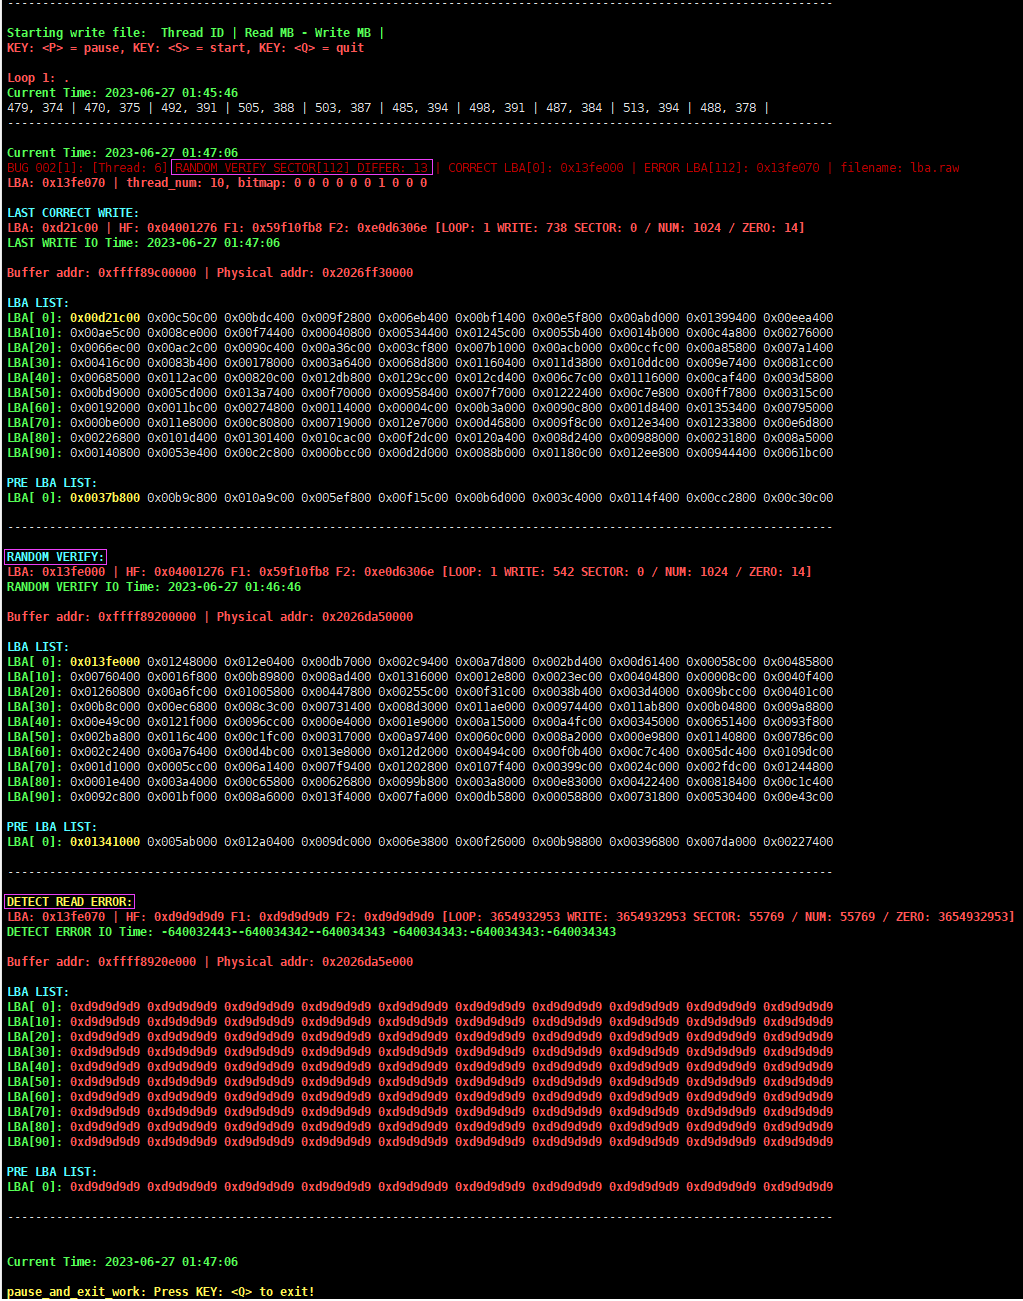 -----------------------------------------------------------------------------------------------------------------------
Starting write file:  Thread ID | Read MB - Write MB |
KEY: <P> = pause, KEY: <S> = start, KEY: <Q> = quit
Loop 1: .
Current Time: 2023-06-27 01:45:46
479, 374 | 470, 375 | 492, 391 | 505, 388 | 503, 387 | 485, 394 | 498, 391 | 487, 384 | 513, 394 | 488, 378 |
-----------------------------------------------------------------------------------------------------------------------
Current Time: 2023-06-27 01:47:06
BUG 002[1]: [Thread: 6] RANDOM VERIFY SECTOR[112] DIFFER: 13 | CORRECT LBA[0]: 0x13fe000 | ERROR LBA[112]: 0x13fe070 | filename: lba.raw
LBA: 0x13fe070 | thread_num: 10, bitmap: 0 0 0 0 0 0 1 0 0 0
LAST CORRECT WRITE:
LBA: 0xd21c00 | HF: 0x04001276 F1: 0x59f10fb8 F2: 0xe0d6306e [LOOP: 1 WRITE: 738 SECTOR: 0 / NUM: 1024 / ZERO: 14]
LAST WRITE IO Time: 2023-06-27 01:47:06
Buffer addr: 0xffff89c00000 | Physical addr: 0x2026ff30000
LBA LIST:
LBA[ 0]: 0x00d21c00 0x00c50c00 0x00bdc400 0x009f2800 0x006eb400 0x00bf1400 0x00e5f800 0x00abd000 0x01399400 0x00eea400
LBA[10]: 0x00ae5c00 0x008ce000 0x00f74400 0x00040800 0x00534400 0x01245c00 0x0055b400 0x0014b000 0x00c4a800 0x00276000
LBA[20]: 0x0066ec00 0x00ac2c00 0x0090c400 0x00a36c00 0x003cf800 0x007b1000 0x00acb000 0x00ccfc00 0x00a85800 0x007a1400
LBA[30]: 0x00416c00 0x0083b400 0x00178000 0x003a6400 0x0068d800 0x01160400 0x011d3800 0x010ddc00 0x009e7400 0x0081cc00
LBA[40]: 0x00685000 0x0112ac00 0x00820c00 0x012db800 0x0129cc00 0x012cd400 0x006c7c00 0x01116000 0x00caf400 0x003d5800
LBA[50]: 0x00bd9000 0x005cd000 0x013a7400 0x00f70000 0x00958400 0x007f7000 0x01222400 0x00c7e800 0x00ff7800 0x00315c00
LBA[60]: 0x00192000 0x0011bc00 0x00274800 0x00114000 0x00004c00 0x00b3a000 0x0090c800 0x001d8400 0x01353400 0x00795000
LBA[70]: 0x000be000 0x011e8000 0x00c80800 0x00719000 0x012e7000 0x00d46800 0x009f8c00 0x012e3400 0x01233800 0x00e6d800
LBA[80]: 0x00226800 0x0101d400 0x01301400 0x010cac00 0x00f2dc00 0x0120a400 0x008d2400 0x00988000 0x00231800 0x008a5000
LBA[90]: 0x00140800 0x0053e400 0x00c2c800 0x000bcc00 0x00d2d000 0x0088b000 0x01180c00 0x012ee800 0x00944400 0x0061bc00
PRE LBA LIST:
LBA[ 0]: 0x0037b800 0x00b9c800 0x010a9c00 0x005ef800 0x00f15c00 0x00b6d000 0x003c4000 0x0114f400 0x00cc2800 0x00c30c00
-----------------------------------------------------------------------------------------------------------------------
RANDOM VERIFY:
LBA: 0x13fe000 | HF: 0x04001276 F1: 0x59f10fb8 F2: 0xe0d6306e [LOOP: 1 WRITE: 542 SECTOR: 0 / NUM: 1024 / ZERO: 14]
RANDOM VERIFY IO Time: 2023-06-27 01:46:46
Buffer addr: 0xffff89200000 | Physical addr: 0x2026da50000
LBA LIST:
LBA[ 0]: 0x013fe000 0x01248000 0x012e0400 0x00db7000 0x002c9400 0x00a7d800 0x002bd400 0x00d61400 0x00058c00 0x00485800
LBA[10]: 0x00760400 0x0016f800 0x00b89800 0x008ad400 0x01316000 0x0012e800 0x0023ec00 0x00404800 0x00008c00 0x0040f400
LBA[20]: 0x01260800 0x00a6fc00 0x01005800 0x00447800 0x00255c00 0x00f31c00 0x0038b400 0x003d4000 0x009bcc00 0x00401c00
LBA[30]: 0x00b8c000 0x00ec6800 0x008c3c00 0x00731400 0x008d3000 0x011ae000 0x00974400 0x011ab800 0x00b04800 0x009a8800
LBA[40]: 0x00e49c00 0x0121f000 0x0096cc00 0x000e4000 0x001e9000 0x00a15000 0x00a4fc00 0x00345000 0x00651400 0x0093f800
LBA[50]: 0x002ba800 0x0116c400 0x00c1fc00 0x00317000 0x00a97400 0x0060c000 0x008a2000 0x000e9800 0x01140800 0x00786c00
LBA[60]: 0x002c2400 0x00a76400 0x00d4bc00 0x013e8000 0x012d2000 0x00494c00 0x00f0b400 0x00c7c400 0x005dc400 0x0109dc00
LBA[70]: 0x001d1000 0x0005cc00 0x006a1400 0x007f9400 0x01202800 0x0107f400 0x00399c00 0x0024c000 0x002fdc00 0x01244800
LBA[80]: 0x0001e400 0x003a4000 0x00c65800 0x00626800 0x0099b800 0x003a8000 0x00e83000 0x00422400 0x00818400 0x00c1c400
LBA[90]: 0x0092c800 0x001bf000 0x008a6000 0x013f4000 0x007fa000 0x00db5800 0x00058800 0x00731800 0x00530400 0x00e43c00
PRE LBA LIST:
LBA[ 0]: 0x01341000 0x005ab000 0x012a0400 0x009dc000 0x006e3800 0x00f26000 0x00b98800 0x00396800 0x007da000 0x00227400
-----------------------------------------------------------------------------------------------------------------------
DETECT READ ERROR:
LBA: 0x13fe070 | HF: 0xd9d9d9d9 F1: 0xd9d9d9d9 F2: 0xd9d9d9d9 [LOOP: 3654932953 WRITE: 3654932953 SECTOR: 55769 / NUM: 55769 / ZERO: 3654932953]
DETECT ERROR IO Time: -640032443--640034342--640034343 -640034343:-640034343:-640034343
Buffer addr: 0xffff8920e000 | Physical addr: 0x2026da5e000
LBA LIST:
LBA[ 0]: 0xd9d9d9d9 0xd9d9d9d9 0xd9d9d9d9 0xd9d9d9d9 0xd9d9d9d9 0xd9d9d9d9 0xd9d9d9d9 0xd9d9d9d9 0xd9d9d9d9 0xd9d9d9d9
LBA[10]: 0xd9d9d9d9 0xd9d9d9d9 0xd9d9d9d9 0xd9d9d9d9 0xd9d9d9d9 0xd9d9d9d9 0xd9d9d9d9 0xd9d9d9d9 0xd9d9d9d9 0xd9d9d9d9
LBA[20]: 0xd9d9d9d9 0xd9d9d9d9 0xd9d9d9d9 0xd9d9d9d9 0xd9d9d9d9 0xd9d9d9d9 0xd9d9d9d9 0xd9d9d9d9 0xd9d9d9d9 0xd9d9d9d9
LBA[30]: 0xd9d9d9d9 0xd9d9d9d9 0xd9d9d9d9 0xd9d9d9d9 0xd9d9d9d9 0xd9d9d9d9 0xd9d9d9d9 0xd9d9d9d9 0xd9d9d9d9 0xd9d9d9d9
LBA[40]: 0xd9d9d9d9 0xd9d9d9d9 0xd9d9d9d9 0xd9d9d9d9 0xd9d9d9d9 0xd9d9d9d9 0xd9d9d9d9 0xd9d9d9d9 0xd9d9d9d9 0xd9d9d9d9
LBA[50]: 0xd9d9d9d9 0xd9d9d9d9 0xd9d9d9d9 0xd9d9d9d9 0xd9d9d9d9 0xd9d9d9d9 0xd9d9d9d9 0xd9d9d9d9 0xd9d9d9d9 0xd9d9d9d9
LBA[60]: 0xd9d9d9d9 0xd9d9d9d9 0xd9d9d9d9 0xd9d9d9d9 0xd9d9d9d9 0xd9d9d9d9 0xd9d9d9d9 0xd9d9d9d9 0xd9d9d9d9 0xd9d9d9d9
LBA[70]: 0xd9d9d9d9 0xd9d9d9d9 0xd9d9d9d9 0xd9d9d9d9 0xd9d9d9d9 0xd9d9d9d9 0xd9d9d9d9 0xd9d9d9d9 0xd9d9d9d9 0xd9d9d9d9
LBA[80]: 0xd9d9d9d9 0xd9d9d9d9 0xd9d9d9d9 0xd9d9d9d9 0xd9d9d9d9 0xd9d9d9d9 0xd9d9d9d9 0xd9d9d9d9 0xd9d9d9d9 0xd9d9d9d9
LBA[90]: 0xd9d9d9d9 0xd9d9d9d9 0xd9d9d9d9 0xd9d9d9d9 0xd9d9d9d9 0xd9d9d9d9 0xd9d9d9d9 0xd9d9d9d9 0xd9d9d9d9 0xd9d9d9d9
PRE LBA LIST:
LBA[ 0]: 0xd9d9d9d9 0xd9d9d9d9 0xd9d9d9d9 0xd9d9d9d9 0xd9d9d9d9 0xd9d9d9d9 0xd9d9d9d9 0xd9d9d9d9 0xd9d9d9d9 0xd9d9d9d9
-----------------------------------------------------------------------------------------------------------------------
Current Time: 2023-06-27 01:47:06
pause_and_exit_work: Press KEY: <Q> to exit!